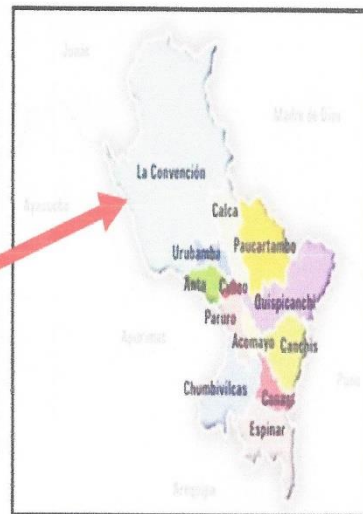 Junín
Madre de Dios
La Convención
Ayacucho
Calca
Paucartambo
Urubamba
Anta
Cusco
Quispicanchi
Paruro
Apurímac
Acomayo
Canchis
Puno
Chumbivilcas
Canas
Espinar
Arequipa